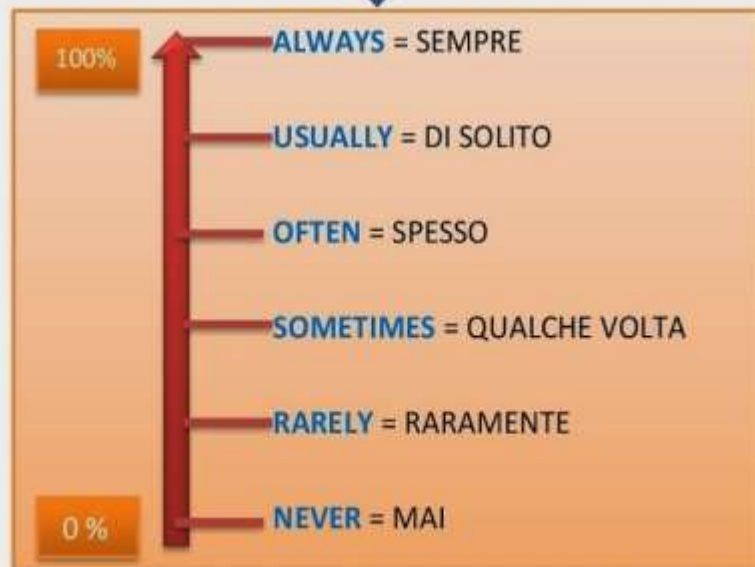 100%
ALWAYS = SEMPRE
USUALLY = DI SOLITO
OFTEN = SPESSO
SOMETIMES = QUALCHE VOLTA
RARELY = RARAMENTE
0 %
NEVER = MAI